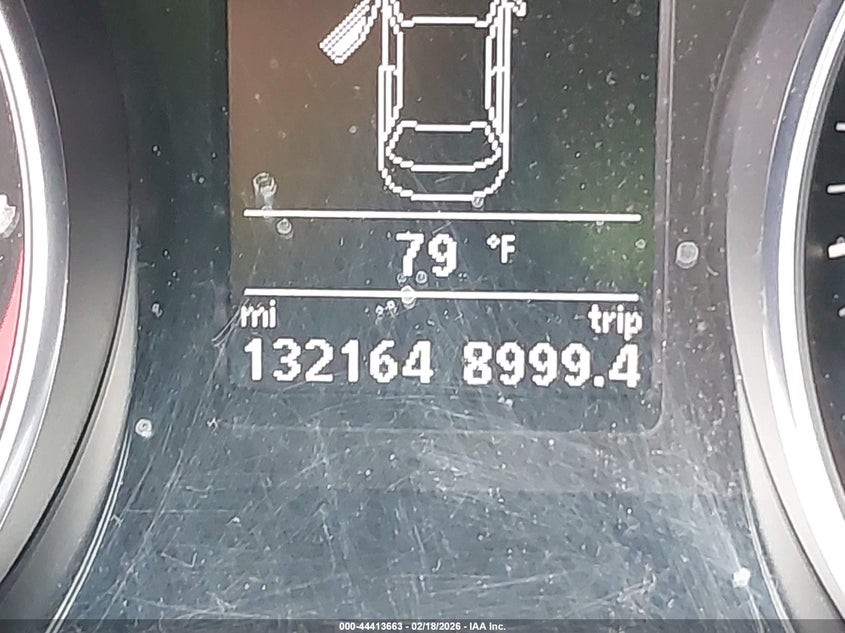 79 °F
mi trip
132164 8999.4
000-44413663 - 02/18/2026 - IAA Inc.